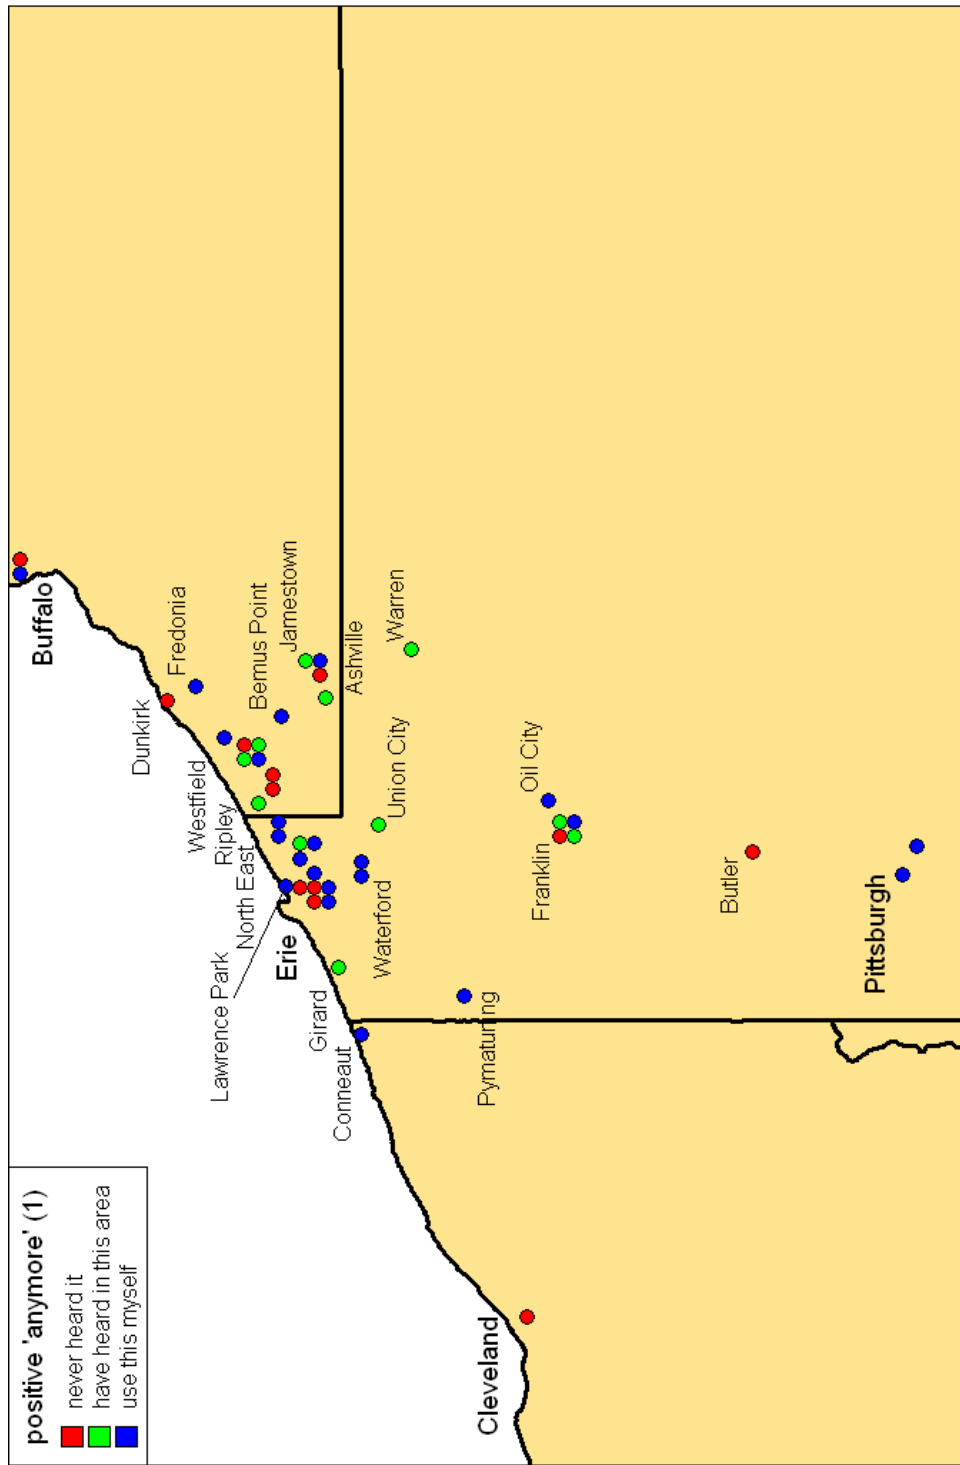 positive 'anymore' (1)
never heard it
have heard in this area
use this myself
Buffalo
Dunkirk
Fredonia
Westfield
Bemus Point
Jamestown
Ripley
Ashville
North East
Warren
Lawrence Park
Erie
Union City
Girard
Waterford
Conneaut
Pymatuning
Oil City
Franklin
Cleveland
Butler
Pittsburgh